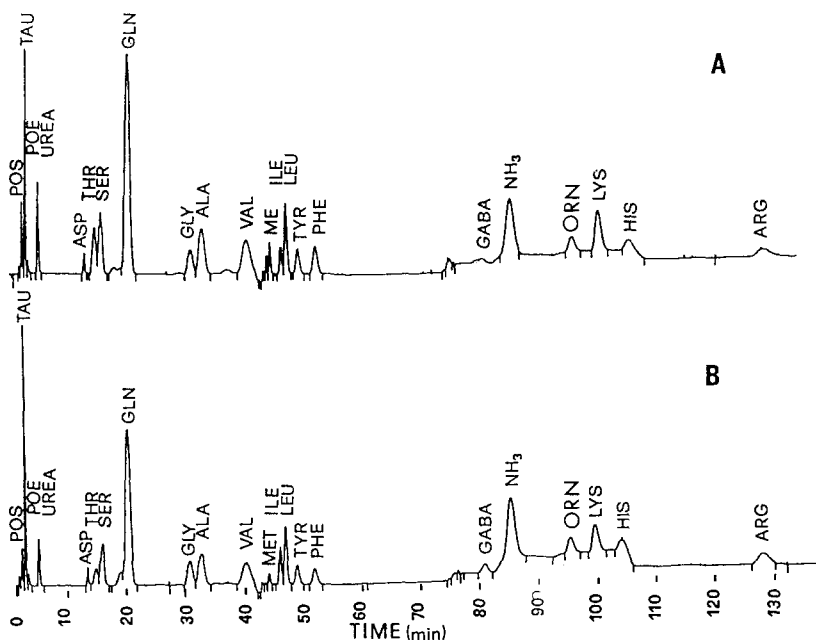 A
POS
TAU
POE
UREA
ASP
THR
SER
GLN
GLY
ALA
VAL
ME
ILE
LEU
TYR
PHE
GABA
NH₃
ORN
LYS
HIS
ARG
B
POS
TAU
POE
UREA
ASP
THR
SER
GLN
GLY
ALA
VAL
MET
ILE
LEU
TYR
PHE
GABA
NH₃
ORN
LYS
HIS
ARG
0 10 20 30 40 50 60 70 80 90 100 110 120 130
TIME (min)